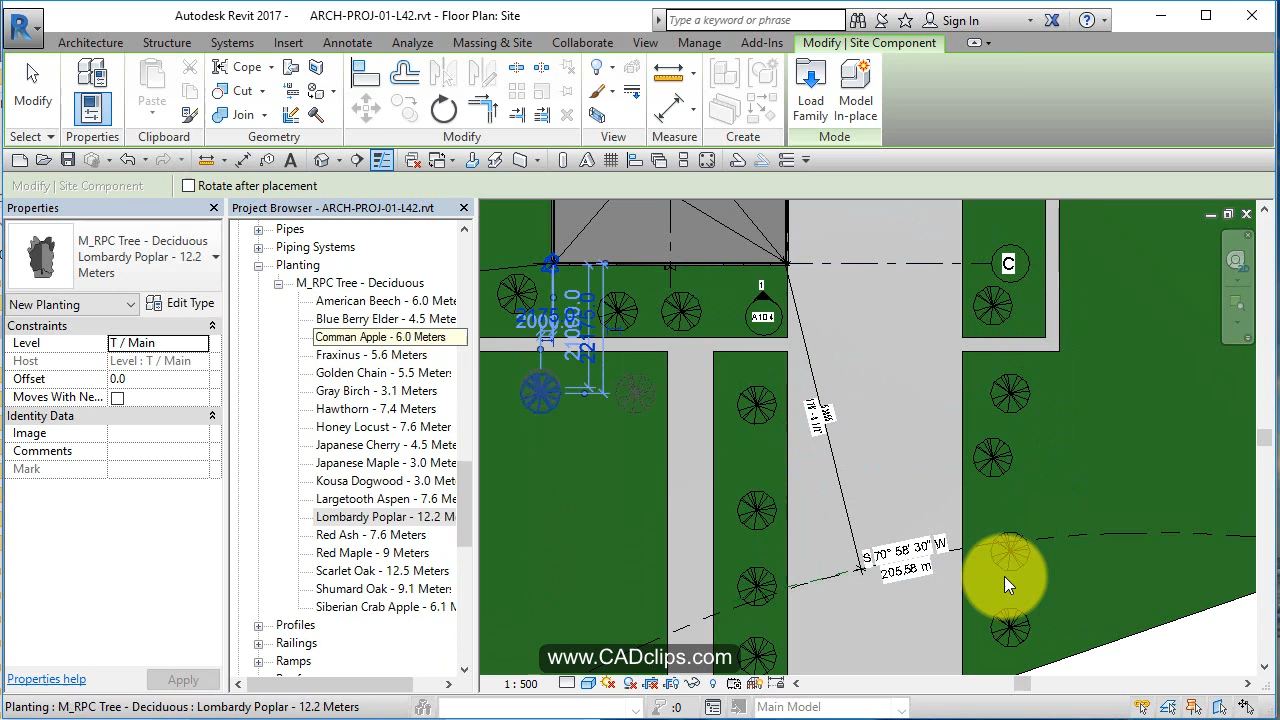 Autodesk Revit 2017 - ARCH-PROJ-01-L42.rvt - Floor Plan: Site
Type a keyword or phrase
Sign In
Architecture Structure Systems Insert Annotate Analyze Massing & Site Collaborate View Manage Add-Ins Modify | Site Component
Modify
Properties
Paste
Cope
Cut
Join
Load Family
Model In-place
Select Properties Clipboard Geometry Modify View Measure Create Mode
Modify | Site Component
Rotate after placement
Properties
M_RPC Tree - Deciduous
Lombardy Poplar - 12.2
Meters
New Planting
Edit Type
Constraints
Level T / Main
Host Level : T / Main
Offset 0.0
Moves With Ne...
Identity Data
Image
Comments
Mark
Properties help
Apply
Project Browser - ARCH-PROJ-01-L42.rvt
Pipes
Piping Systems
Planting
M_RPC Tree - Deciduous
American Beech - 6.0 Mete
Blue Berry Elder - 4.5 Mete
Comman Apple - 6.0 Meters
Fraxinus - 5.6 Meters
Golden Chain - 5.5 Meters
Gray Birch - 3.1 Meters
Hawthorn - 7.4 Meters
Honey Locust - 7.6 Meter
Japanese Cherry - 4.5 Mete
Japanese Maple - 3.0 Mete
Kousa Dogwood - 3.0 Mete
Largetooth Aspen - 7.6 Me
Lombardy Poplar - 12.2 M
Red Ash - 7.6 Meters
Red Maple - 9 Meters
Scarlet Oak - 12.5 Meters
Shumard Oak - 9.1 Meters
Siberian Crab Apple - 6.1 M
Profiles
Railings
Ramps
C
1
A104
S 70° 58' 30" W
205.58 m
www.CADclips.com
1 : 500
Planting : M_RPC Tree - Deciduous : Lombardy Poplar - 12.2 Meters
:0
Main Model